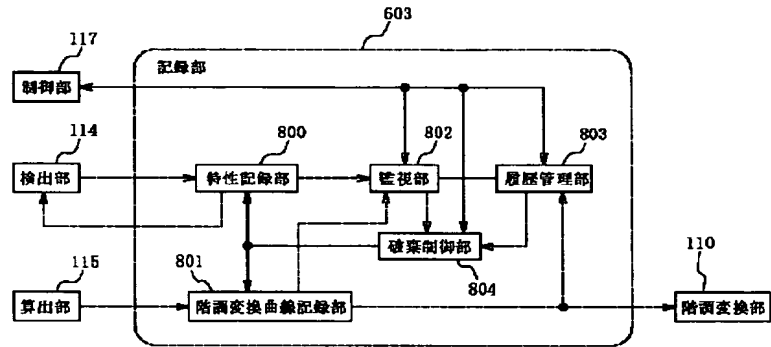 603
117
記録部
制御部
114
800
802
803
検出部
特性記録部
監視部
履歴管理部
破棄制御部
115
801
804
110
算出部
階調変換曲線記録部
階調変換部